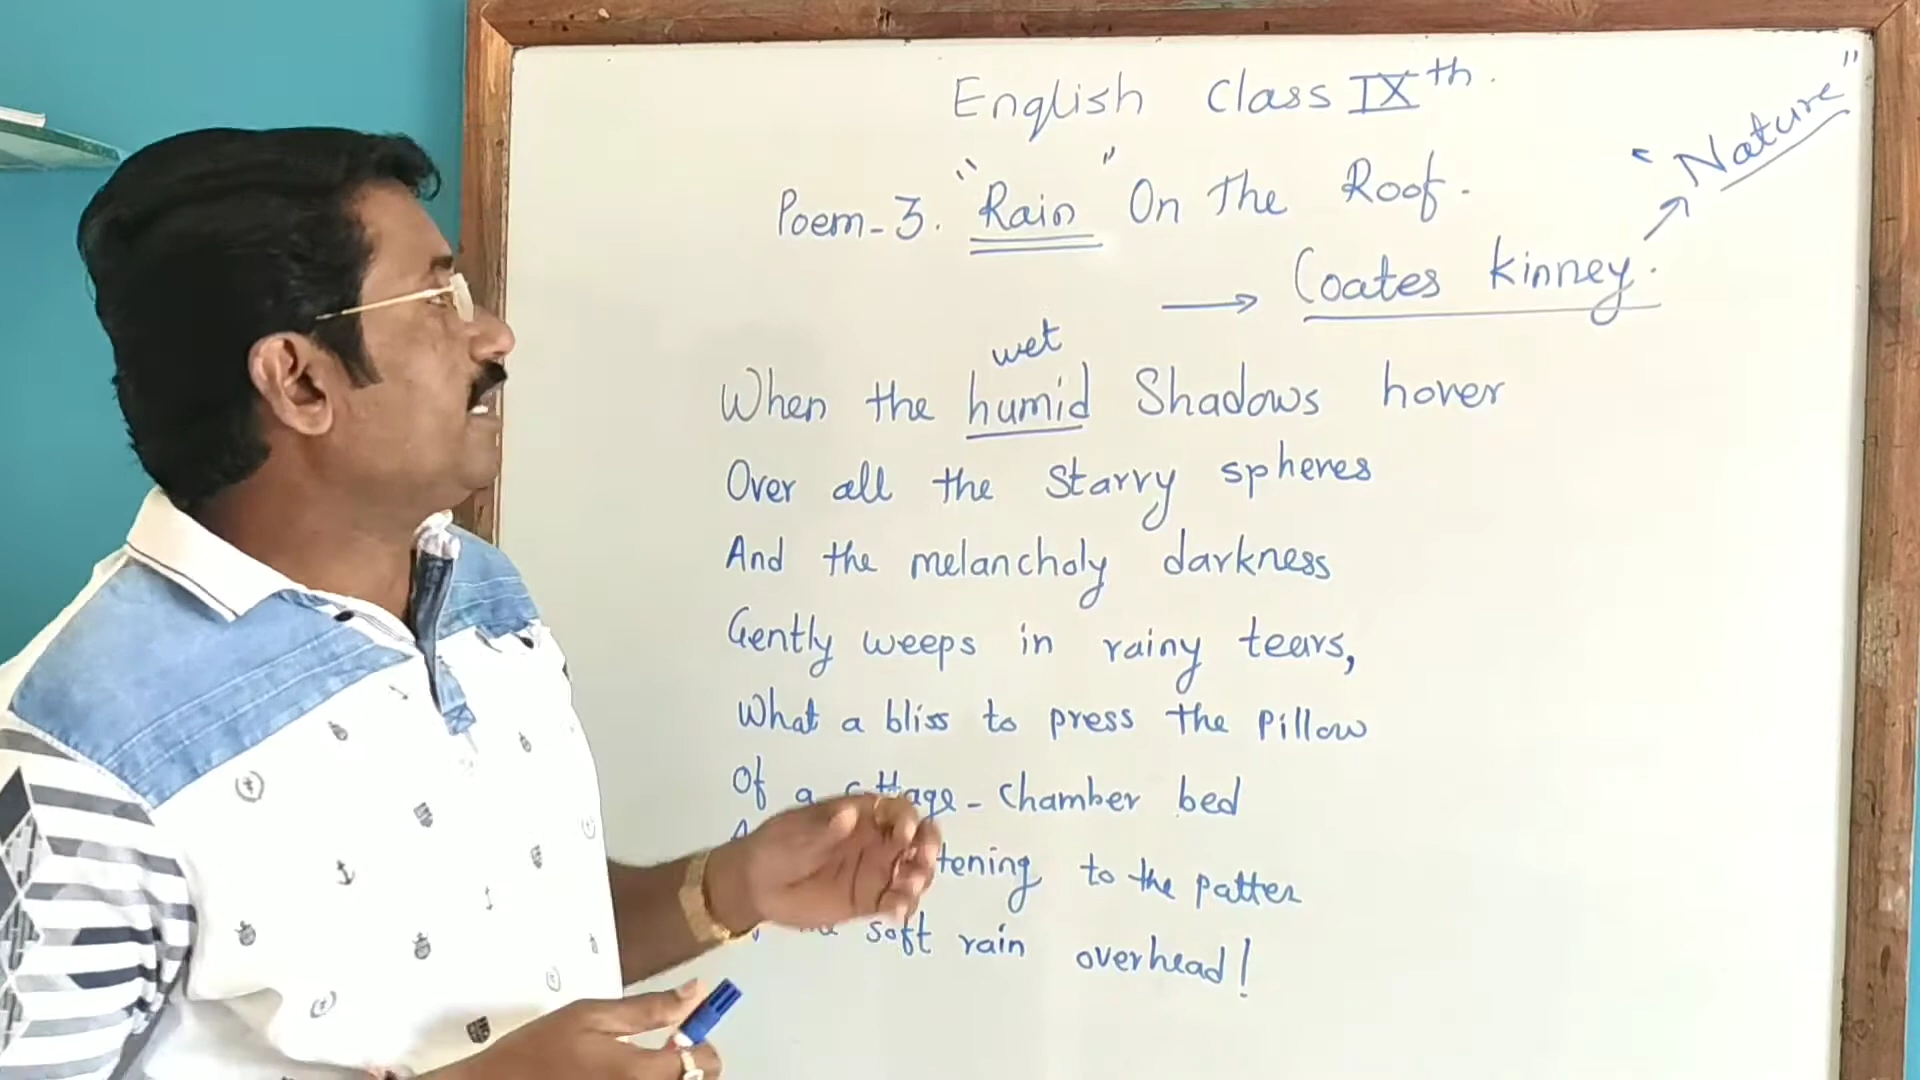 English Class IXth.
"Nature"
Poem-3. "Rain" On The Roof.
→ Coates Kinney.
wet
When the humid Shadows hover
Over all the Starry spheres
And the melancholy darkness
Gently weeps in rainy tears,
What a bliss to press the Pillow
Of a cottage-Chamber bed
to the patter
soft rain overhead!